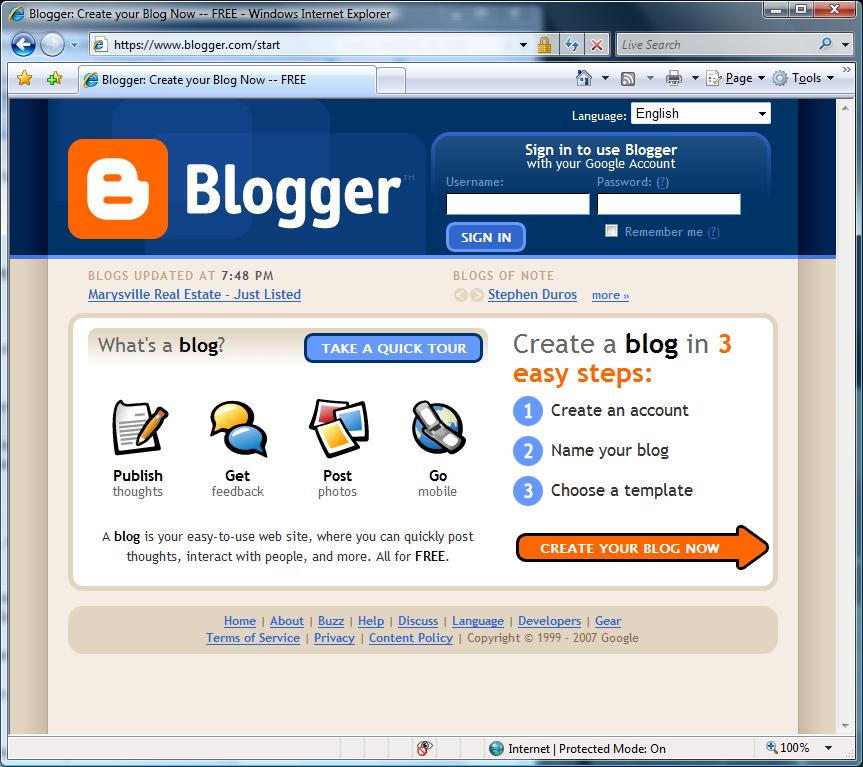 Blogger: Create your Blog Now -- FREE - Windows Internet Explorer
https://www.blogger.com/start
Live Search
Blogger: Create your Blog Now -- FREE
Page
Tools
Language: English
Blogger™
Sign in to use Blogger
with your Google Account
Username: Password: (?)
SIGN IN
Remember me (?)
BLOGS UPDATED AT 7:48 PM
Marysville Real Estate - Just Listed
BLOGS OF NOTE
Stephen Duros more »
What's a blog?
TAKE A QUICK TOUR
Publish
thoughts
Get
feedback
Post
photos
Go
mobile
A blog is your easy-to-use web site, where you can quickly post
thoughts, interact with people, and more. All for FREE.
Create a blog in 3
easy steps:
1 Create an account
2 Name your blog
3 Choose a template
CREATE YOUR BLOG NOW
Home | About | Buzz | Help | Discuss | Language | Developers | Gear
Terms of Service | Privacy | Content Policy | Copyright © 1999 - 2007 Google
Internet | Protected Mode: On
100%